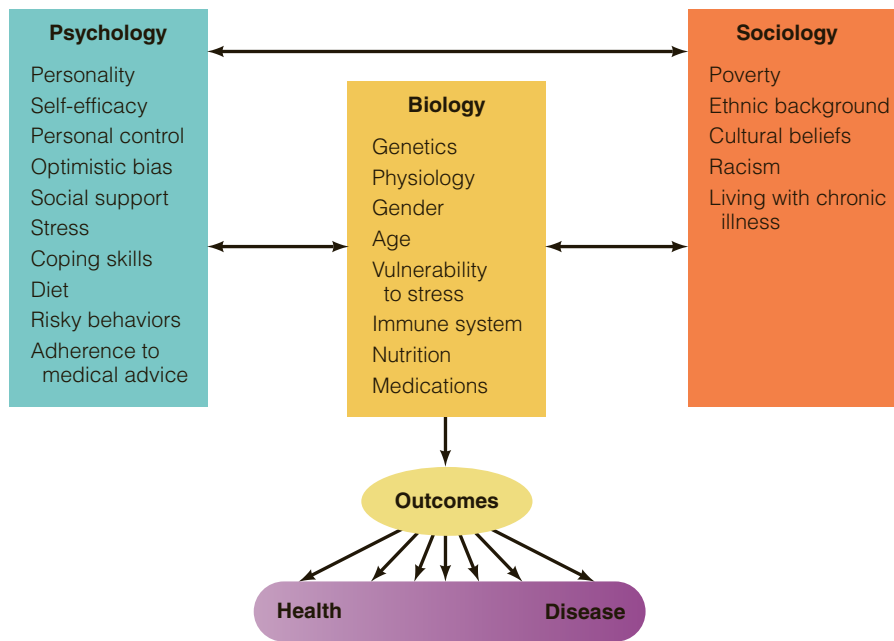 Psychology
Personality
Self-efficacy
Personal control
Optimistic bias
Social support
Stress
Coping skills
Diet
Risky behaviors
Adherence to
medical advice
Biology
Genetics
Physiology
Gender
Age
Vulnerability
to stress
Immune system
Nutrition
Medications
Sociology
Poverty
Ethnic background
Cultural beliefs
Racism
Living with chronic
illness
Outcomes
Health
Disease